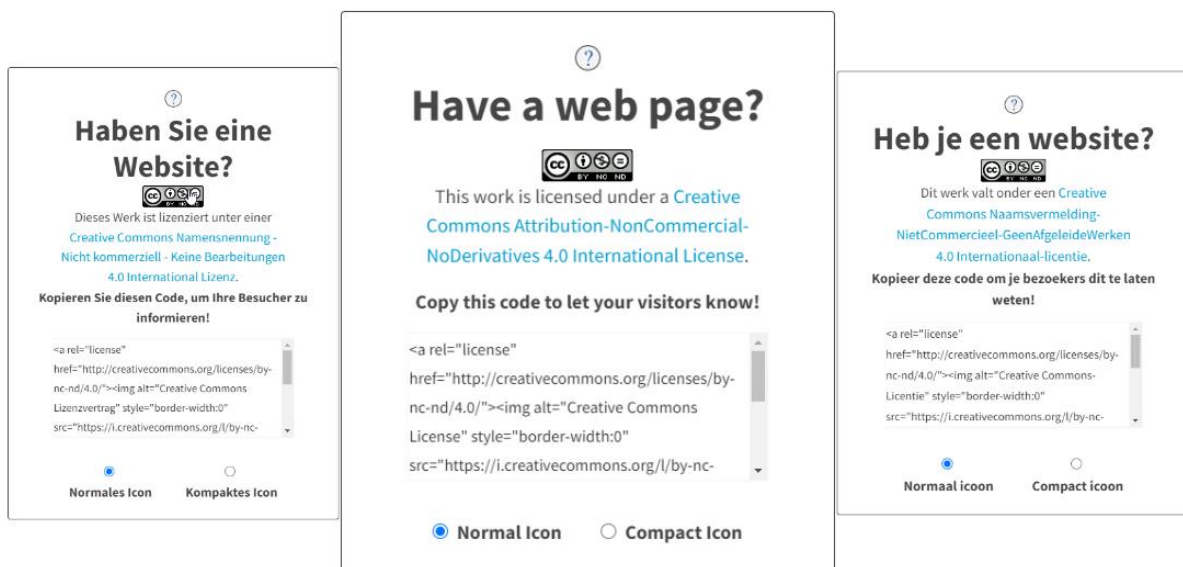 ?
Haben Sie eine
Website?
cc
BY NC ND
Dieses Werk ist lizenziert unter einer
Creative Commons Namensnennung -
Nicht kommerziell - Keine Bearbeitungen
4.0 International Lizenz.
Kopieren Sie diesen Code, um Ihre Besucher zu
informieren!
<a rel="license"
href="http://creativecommons.org/licenses/by-
nc-nd/4.0/"><img alt="Creative Commons
Lizenzvertrag" style="border-width:0"
src="https://i.creativecommons.org/l/by-nc-
Normales Icon Kompaktes Icon
?
Have a web page?
cc
BY NC ND
This work is licensed under a Creative
Commons Attribution-NonCommercial-
NoDerivatives 4.0 International License.
Copy this code to let your visitors know!
<a rel="license"
href="http://creativecommons.org/licenses/by-
nc-nd/4.0/"><img alt="Creative Commons
License" style="border-width:0"
src="https://i.creativecommons.org/l/by-nc-
Normal Icon Compact Icon
?
Heb je een website?
cc
BY NC ND
Dit werk valt onder een Creative
Commons Naamsvermelding-
NietCommercieel-GeenAfgeleideWerken
4.0 Internationaal-licentie.
Kopieer deze code om je bezoekers dit te laten
weten!
<a rel="license"
href="http://creativecommons.org/licenses/by-
nc-nd/4.0/"><img alt="Creative Commons-
Licentie" style="border-width:0"
src="https://i.creativecommons.org/l/by-nc-
Normaal icoon Compact icoon